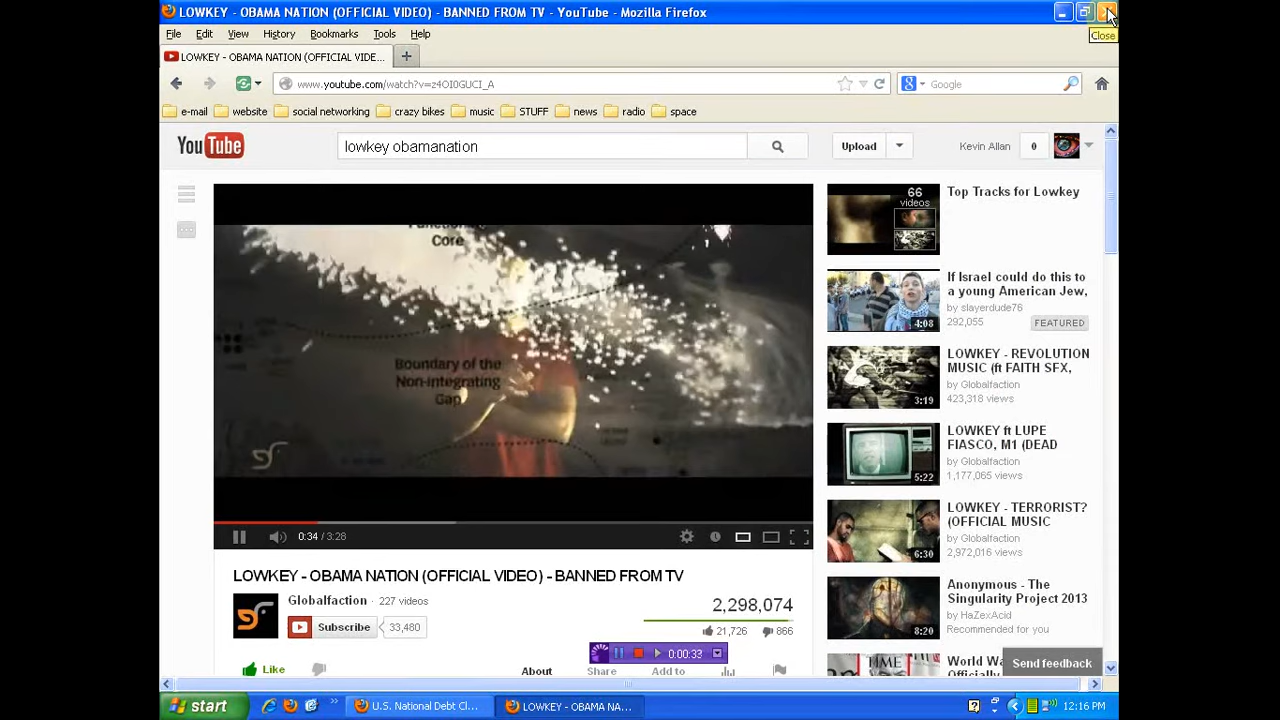 LOWKEY - OBAMA NATION (OFFICIAL VIDEO) - BANNED FROM TV - YouTube - Mozilla Firefox
File Edit View History Bookmarks Tools Help
Close
LOWKEY - OBAMA NATION (OFFICIAL VIDE...
www.youtube.com/watch?v=z4OI0GUCI_A
Google
e-mail website social networking crazy bikes music STUFF news radio space
YouTube
lowkey obamanation
Upload
Kevin Allan 0
Core
Boundary of the
Non-integrating
Gap
0:34 / 3:28
LOWKEY - OBAMA NATION (OFFICIAL VIDEO) - BANNED FROM TV
Globalfaction · 227 videos
Subscribe 33,480
2,298,074
21,726 866
0:00:33
Like
About Share Add to
66
videos
Top Tracks for Lowkey
4:08
If Israel could do this to
a young American Jew,
by slayerdude76
292,055 FEATURED
3:19
LOWKEY - REVOLUTION
MUSIC (ft FAITH SFX,
by Globalfaction
423,318 views
5:22
LOWKEY ft LUPE
FIASCO, M1 (DEAD
by Globalfaction
1,177,065 views
6:30
LOWKEY - TERRORIST?
(OFFICIAL MUSIC
by Globalfaction
2,972,016 views
8:20
Anonymous - The
Singularity Project 2013
by HaZexAcid
Recommended for you
TIME
World Wa
Send feedback
start
U.S. National Debt Cl...
LOWKEY - OBAMA NA...
12:16 PM